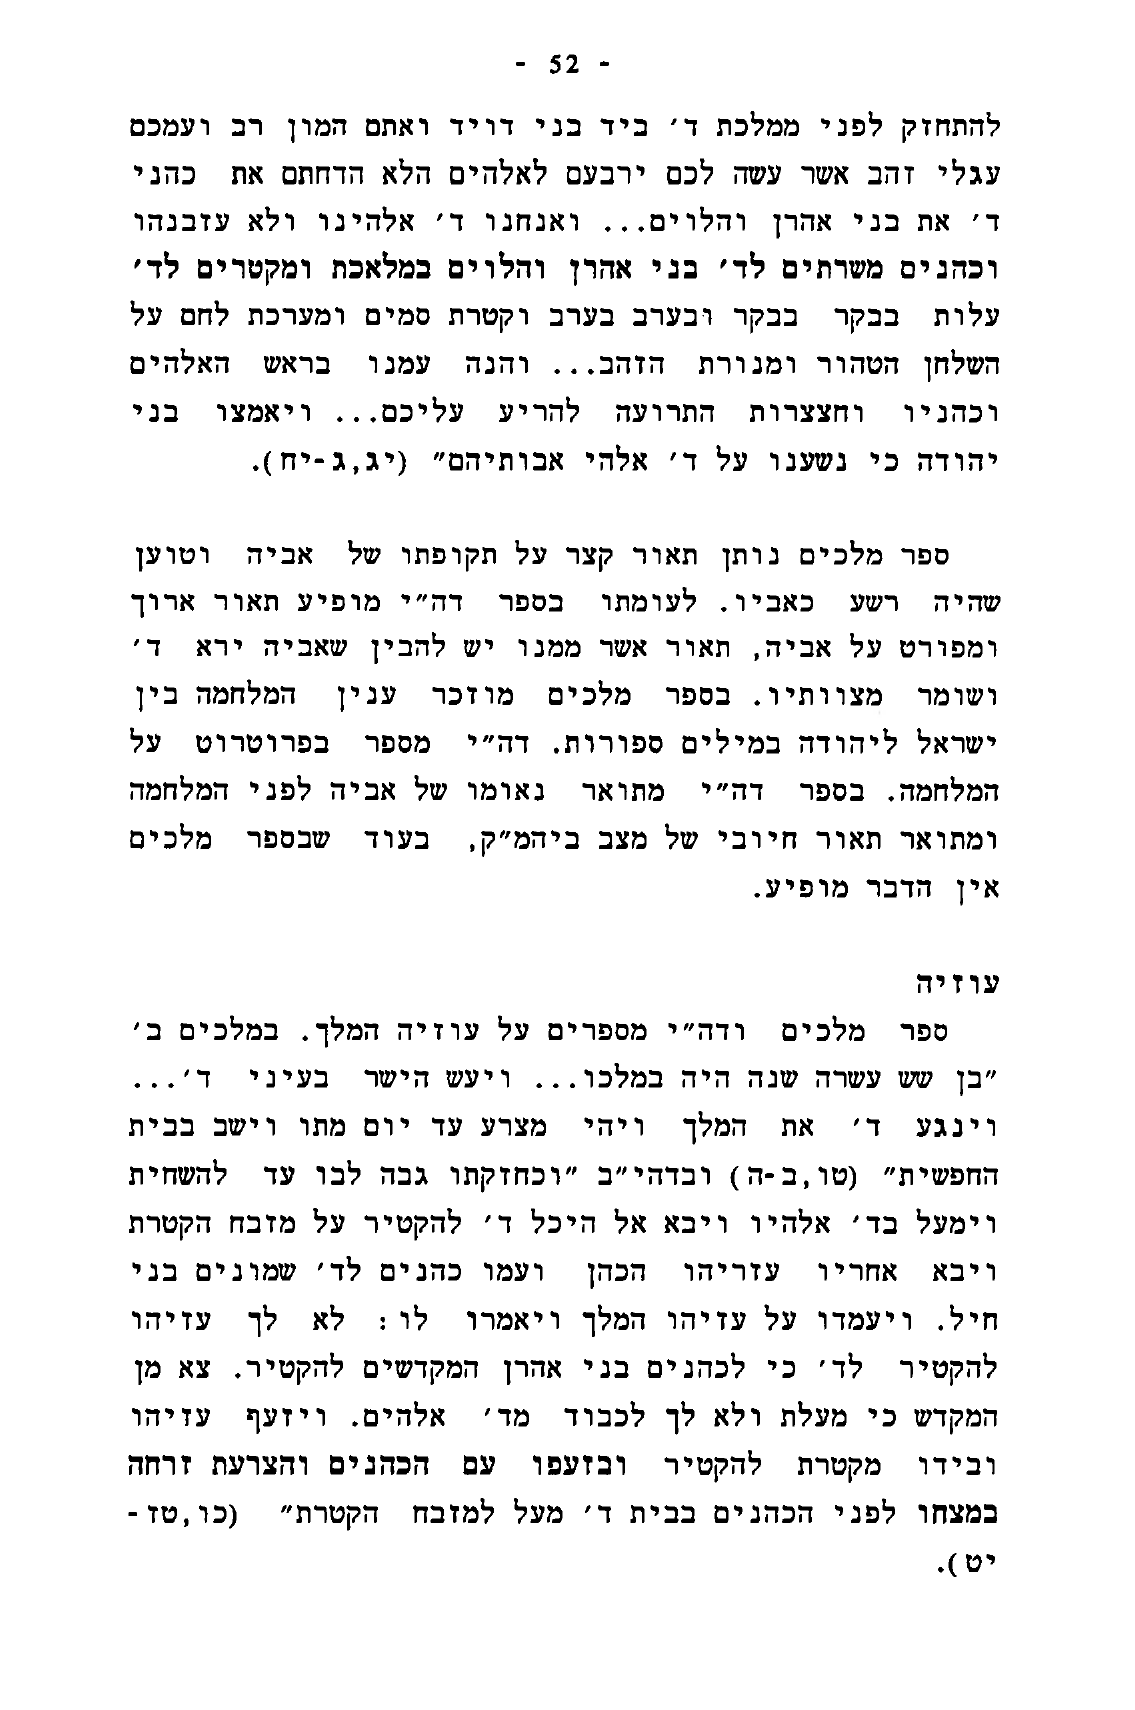 - 52 -
להתחזק לפני ממלכת ד' ביד בני דויד ואתם המון רב ועמכם
עגלי זהב אשר עשה לכם ירבעם לאלהים הלא הדחתם את כהני
ד' את בני אהרן והלוים... ואנחנו ד' אלהינו ולא עזבנהו
וכהנים משרתים לד' בני אהרן והלוים במלאכת ומקטרים לד'
עלות בבקר בבקר ובערב בערב וקטרת סמים ומערכת לחם על
השלחן הטהור ומנורת הזהב... והנה עמנו בראש האלהים
וכהניו וחצצרות התרועה להריע עליכם... ויאמצו בני
יהודה כי נשענו על ד' אלהי אבותיהם" (יג,ג-יח).
ספר מלכים נותן תאור קצר על תקופתו של אביה וטוען
שהיה רשע כאביו. לעומתו בספר דה"י מופיע תאור ארוך
ומפורט על אביה, תאור אשר ממנו יש להבין שאביה ירא ד'
ושומר מצוותיו. בספר מלכים מוזכר ענין המלחמה בין
ישראל ליהודה במילים ספורות. דה"י מספר בפרוטרוט על
המלחמה. בספר דה"י מתואר נאומו של אביה לפני המלחמה
ומתואר תאור חיובי של מצב ביהמ"ק, בעוד שבספר מלכים
אין הדבר מופיע.
עוזיה
ספר מלכים ודה"י מספרים על עוזיה המלך. במלכים ב'
"בן שש עשרה שנה היה במלכו... ויעש הישר בעיני ד'...
וינגע ד' את המלך ויהי מצרע עד יום מתו וישב בבית
החפשית" (טו,ב-ה) ובדהי"ב "וכחזקתו גבה לבו עד להשחית
וימעל בד' אלהיו ויבא אל היכל ד' להקטיר על מזבח הקטרת
ויבא אחריו עזריהו הכהן ועמו כהנים לד' שמונים בני
חיל. ויעמדו על עזיהו המלך ויאמרו לו: לא לך עזיהו
להקטיר לד' כי לכהנים בני אהרן המקדשים להקטיר. צא מן
המקדש כי מעלת ולא לך לכבוד מד' אלהים. ויזעף עזיהו
ובידו מקטרת להקטיר ובזעפו עם הכהנים והצרעת זרחה
במצחו לפני הכהנים בבית ד' מעל למזבח הקטרת" (כו,טז-
יט).